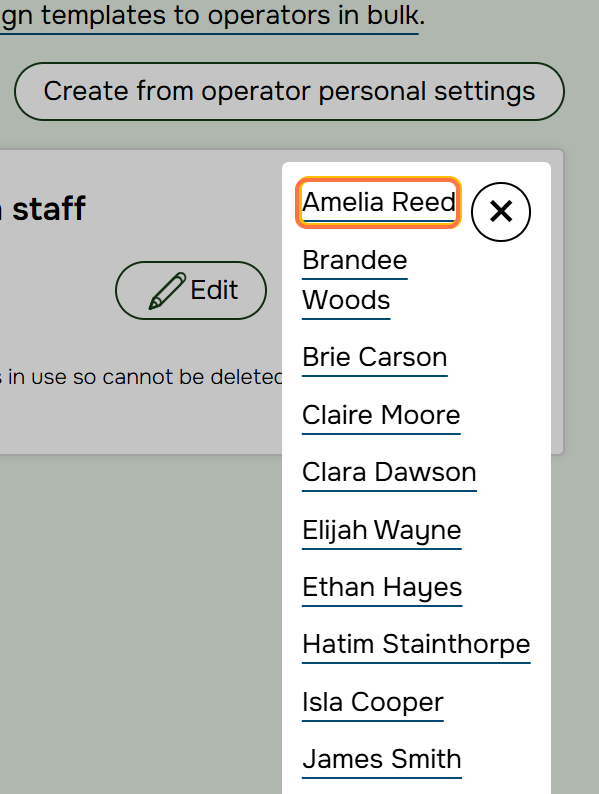 gn templates to operators in bulk.
Create from operator personal settings
staff
Edit
in use so cannot be deleted
Amelia Reed
Brandee
Woods
Brie Carson
Claire Moore
Clara Dawson
Elijah Wayne
Ethan Hayes
Hatim Stainthorpe
Isla Cooper
James Smith